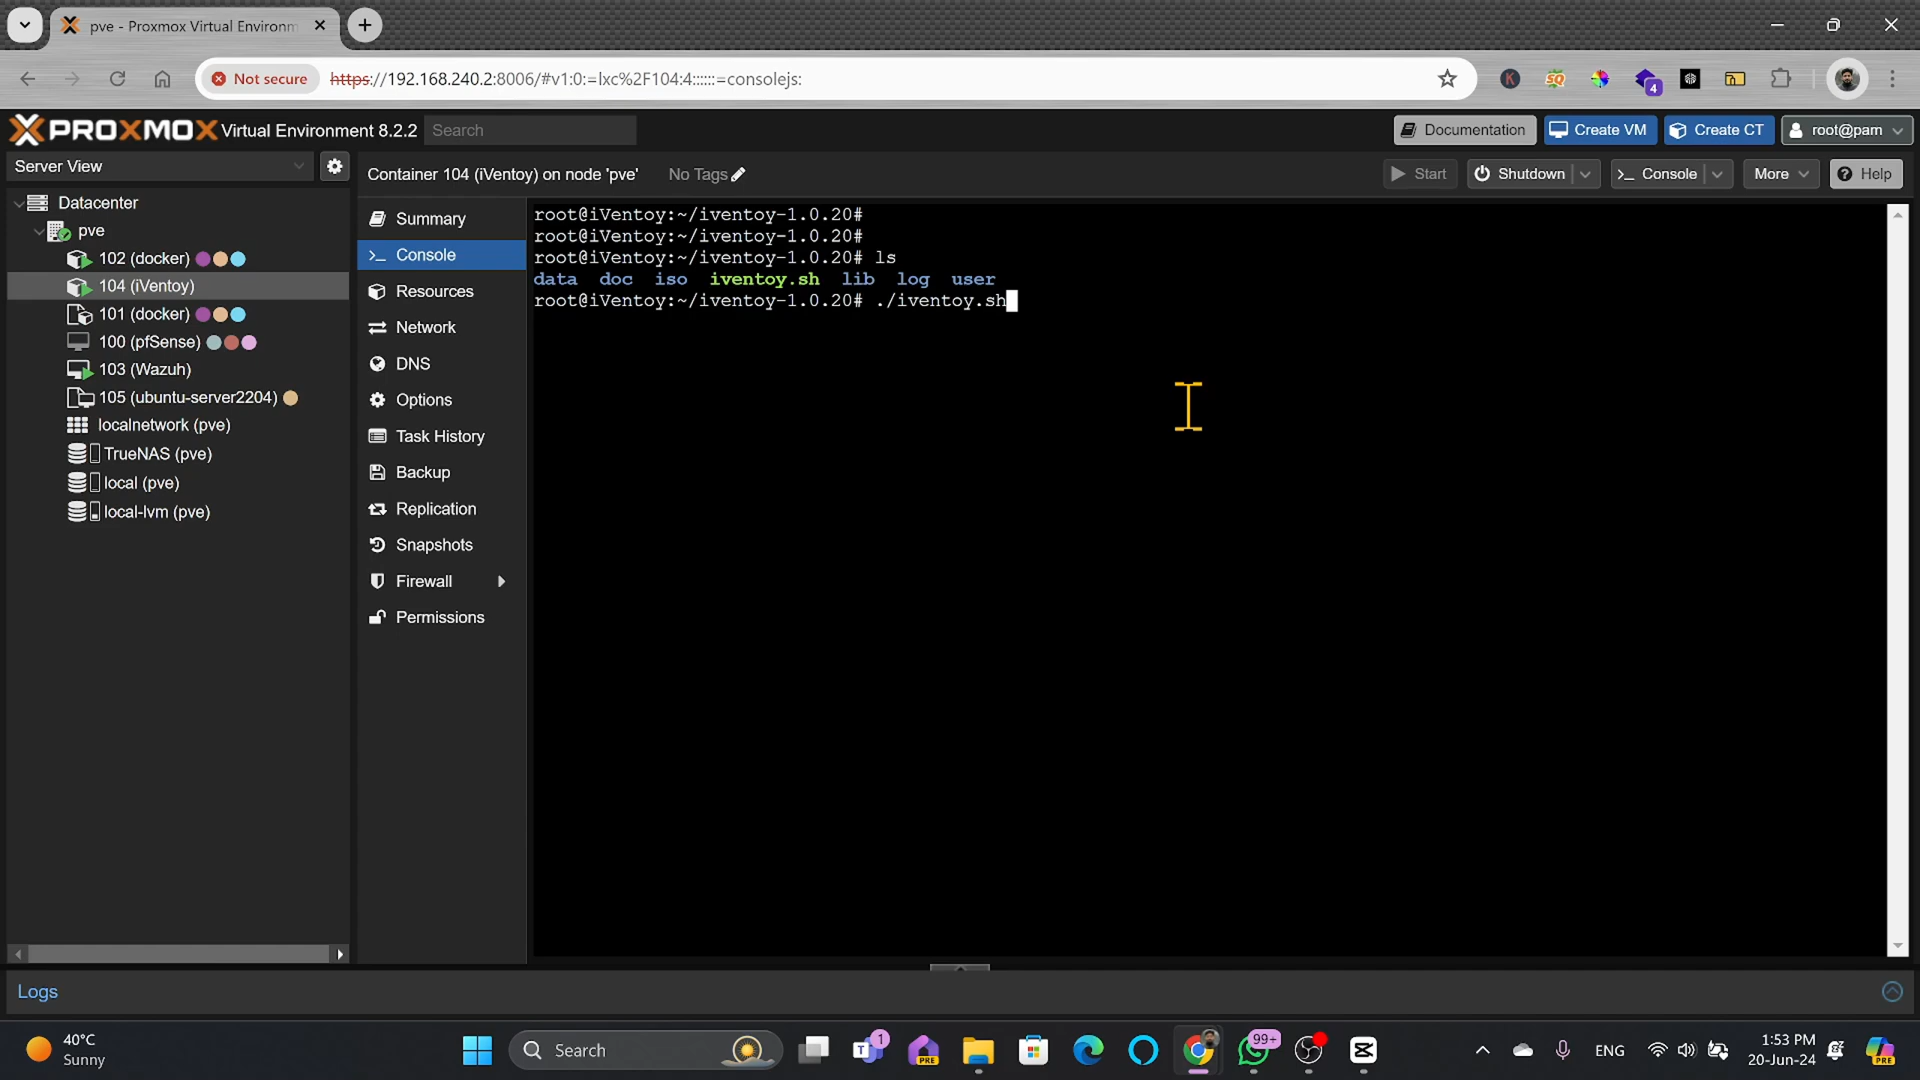 pve - Proxmox Virtual Environm
Not secure
https://192.168.240.2:8006/#v1:0:=lxc%2F104:4::::::=consolejs:
4
PROXMOX Virtual Environment 8.2.2
Search
Documentation
Create VM
Create CT
root@pam
Server View
Container 104 (iVentoy) on node 'pve'
No Tags
Start
Shutdown
Console
More
Help
Datacenter
pve
102 (docker)
104 (iVentoy)
101 (docker)
100 (pfSense)
103 (Wazuh)
105 (ubuntu-server2204)
localnetwork (pve)
TrueNAS (pve)
local (pve)
local-lvm (pve)
Summary
Console
Resources
Network
DNS
Options
Task History
Backup
Replication
Snapshots
Firewall
Permissions
root@iVentoy:~/iventoy-1.0.20#
root@iVentoy:~/iventoy-1.0.20#
root@iVentoy:~/iventoy-1.0.20# ls
data doc iso iventoy.sh lib log user
root@iVentoy:~/iventoy-1.0.20# ./iventoy.sh
Logs
40°C
Sunny
Search
1
PRE
99+
ENG
1:53 PM
20-Jun-24
PRE